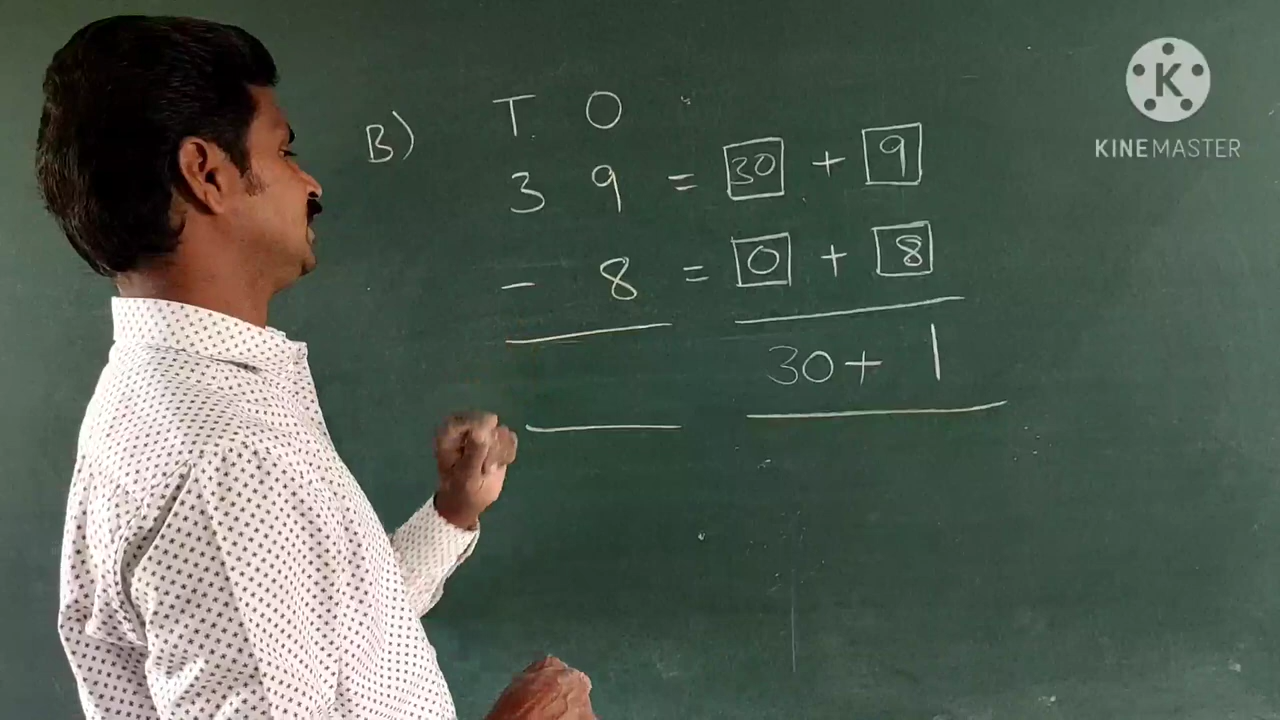 B) T O
3 9 = 30 + 9
- 8 = 0 + 8
30 + 1
K
KINEMASTER